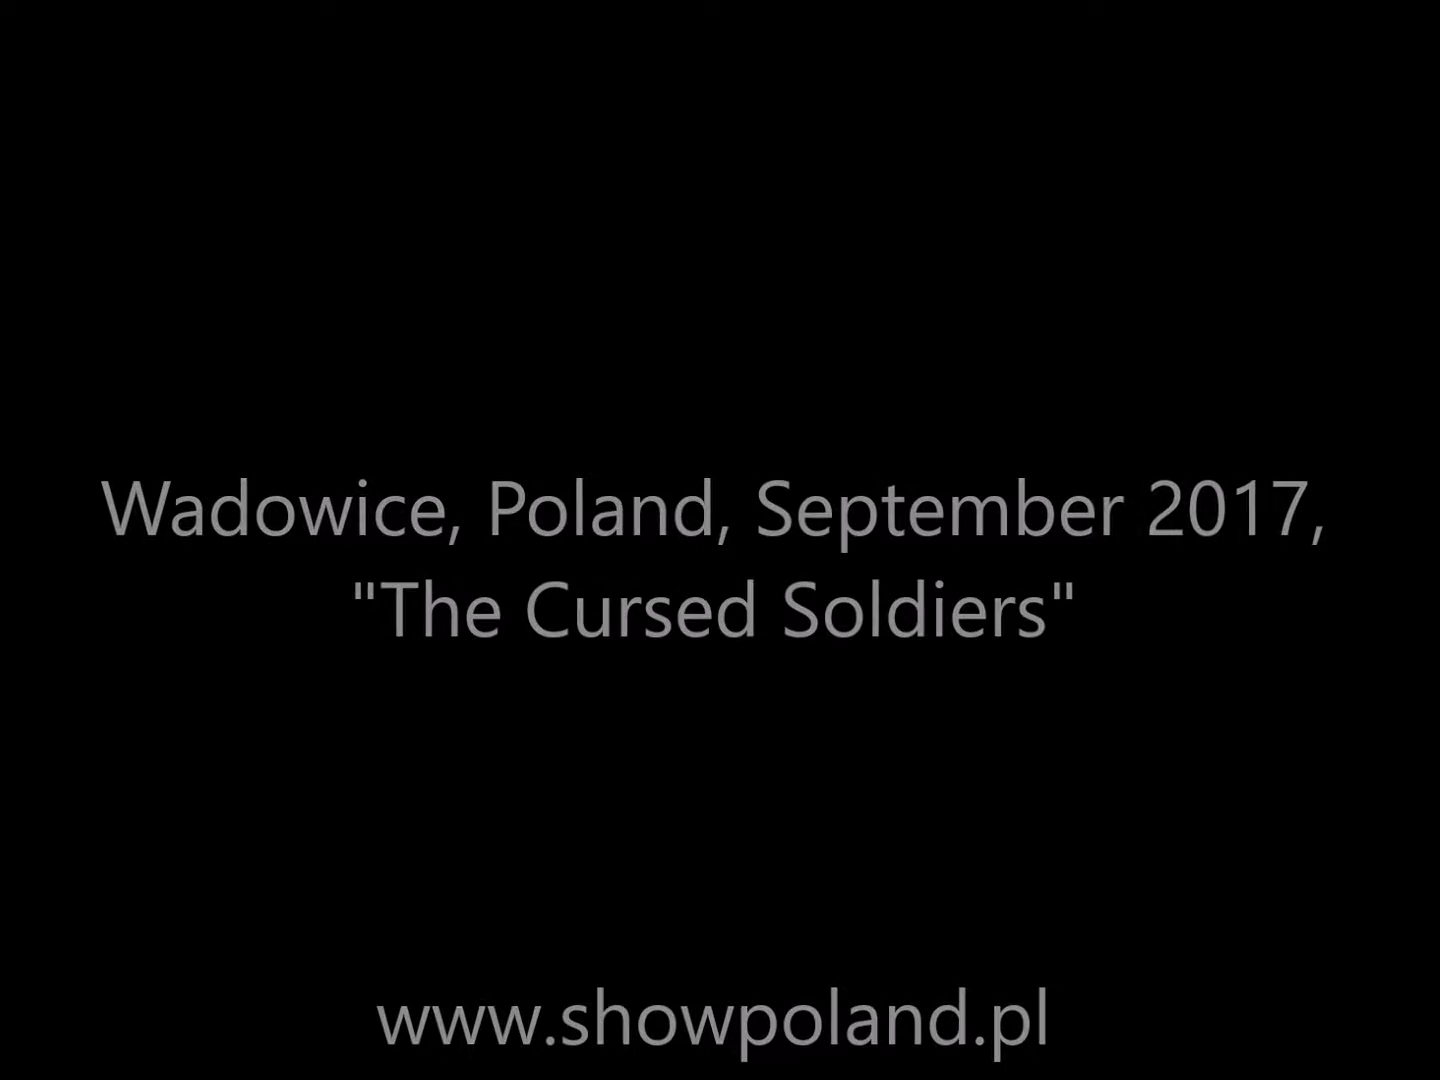 Wadowice, Poland, September 2017,
"The Cursed Soldiers"
www.showpoland.pl